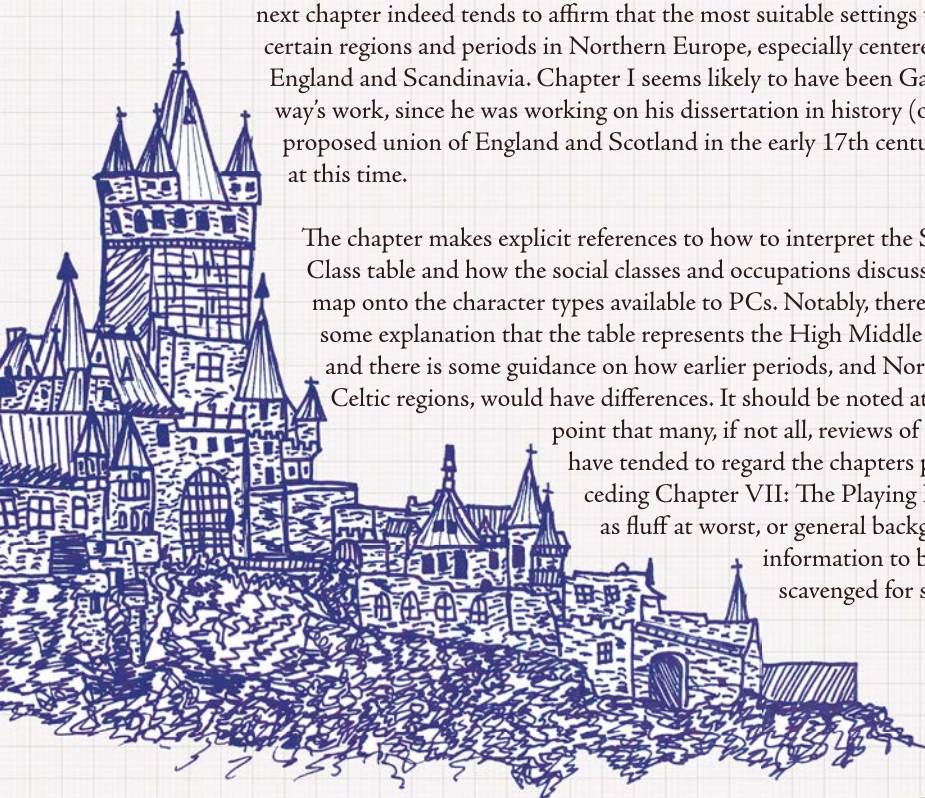 next chapter indeed tends to affirm that the most suitable settings
certain regions and periods in Northern Europe, especially centere
England and Scandinavia. Chapter I seems likely to have been Ga
way's work, since he was working on his dissertation in history (
proposed union of England and Scotland in the early 17th centu
at this time.
The chapter makes explicit references to how to interpret the S
Class table and how the social classes and occupations discuss
map onto the character types available to PCs. Notably, there
some explanation that the table represents the High Middle
and there is some guidance on how earlier periods, and Nor
Celtic regions, would have differences. It should be noted at
point that many, if not all, reviews of
have tended to regard the chapters p
ceding Chapter VII: The Playing
as fluff at worst, or general backg
information to b
scavenged for s